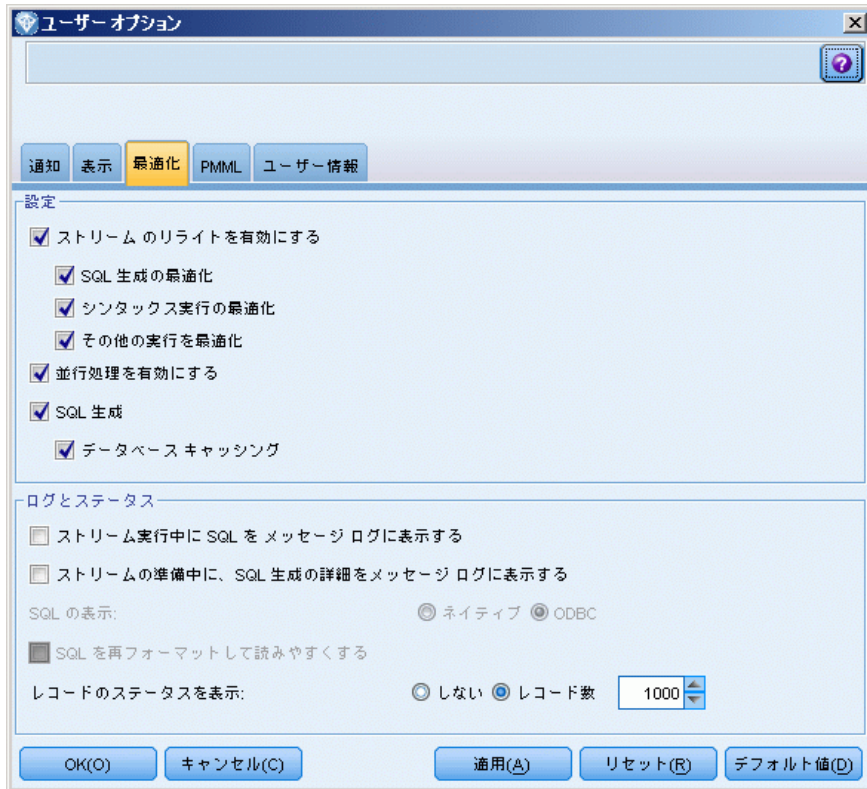 ユーザー オプション
通知 表示 最適化 PMML ユーザー情報
設定
ストリーム のリライトを有効にする
SQL 生成の最適化
シンタックス実行の最適化
その他の実行を最適化
並行処理を有効にする
SQL 生成
データベース キャッシング
ログとステータス
ストリーム実行中に SQL を メッセージ ログに表示する
ストリームの準備中に、SQL 生成の詳細をメッセージ ログに表示する
SQL の表示: ネイティブ ODBC
SQL を再フォーマットして読みやすくする
レコードのステータスを表示: しない レコード数 1000
OK(O) キャンセル(C) 適用(A) リセット(R) デフォルト値(D)